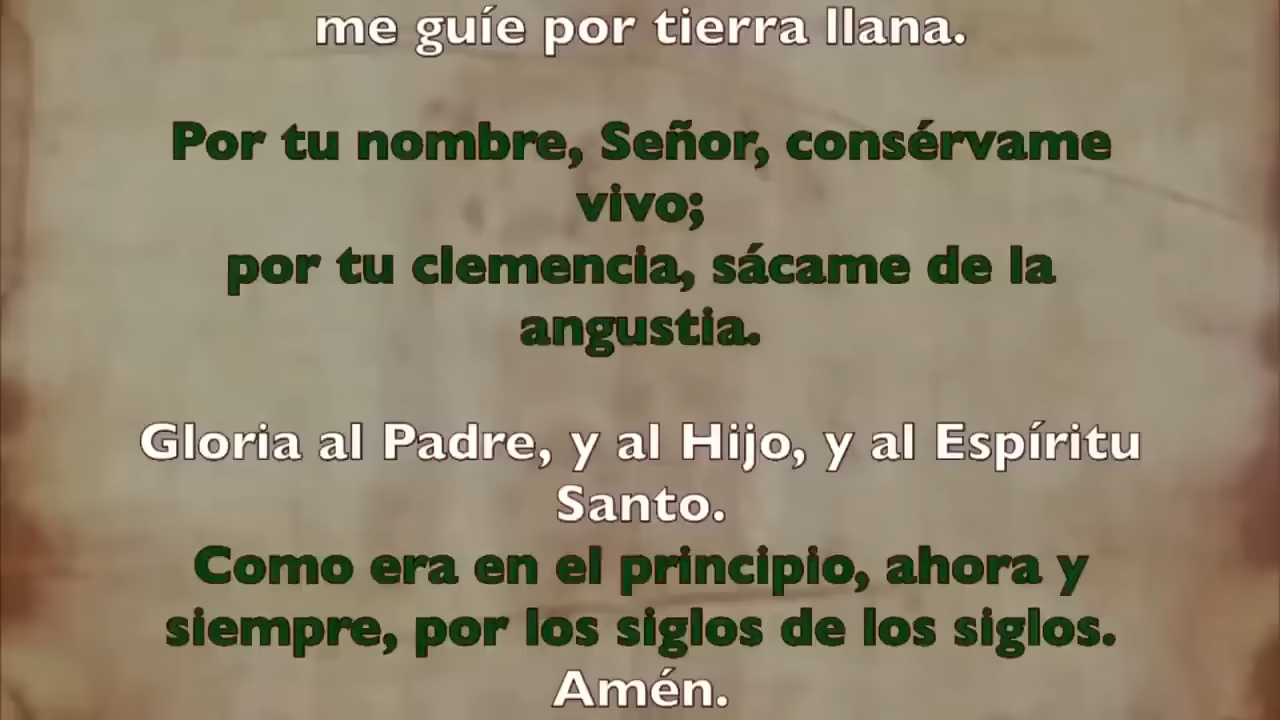 me guíe por tierra llana.
Por tu nombre, Señor, consérvame
vivo;
por tu clemencia, sácame de la
angustia.
Gloria al Padre, y al Hijo, y al Espíritu
Santo.
Como era en el principio, ahora y
siempre, por los siglos de los siglos.
Amén.